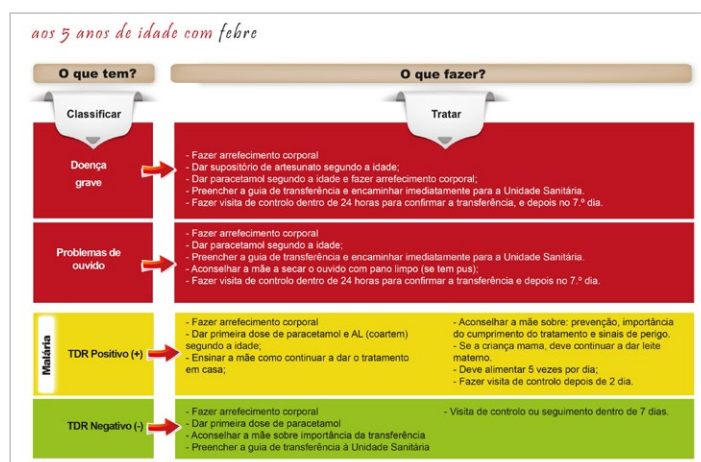 aos 5 anos de idade com febre
O que tem?
O que fazer?
Classificar
Tratar
Doença
grave
- Fazer arrefecimento corporal
- Dar supositório de artesunato segundo a idade;
- Dar paracetamol segundo a idade e fazer arrefecimento corporal;
- Preencher a guia de transferência e encaminhar imediatamente para a Unidade Sanitária.
- Fazer visita de controlo dentro de 24 horas para confirmar a transferência, e depois no 7.º dia.
Problemas de
ouvido
- Fazer arrefecimento corporal
- Dar paracetamol segundo a idade;
- Preencher a guia de transferência e encaminhar imediatamente para a Unidade Sanitária.
- Aconselhar a mãe a secar o ouvido com pano limpo (se tem pus);
- Fazer visita de controlo dentro de 24 horas para confirmar a transferência e depois no 7.º dia.
Malária
TDR Positivo (+)
- Fazer arrefecimento corporal
- Dar primeira dose de paracetamol e AL (coartem)
segundo a idade;
- Ensinar a mãe como continuar a dar o tratamento
em casa;
- Aconselhar a mãe sobre: prevenção, importância
do cumprimento do tratamento e sinais de perigo.
- Se a criança mama, deve continuar a dar leite
materno.
- Deve alimentar 5 vezes por dia;
- Fazer visita de controlo depois de 2 dia.
TDR Negativo (-)
- Fazer arrefecimento corporal
- Dar primeira dose de paracetamol
- Aconselhar a mãe sobre importância da transferência
- Preencher a guia de transferência à Unidade Sanitária
- Visita de controlo ou seguimento dentro de 7 dias.